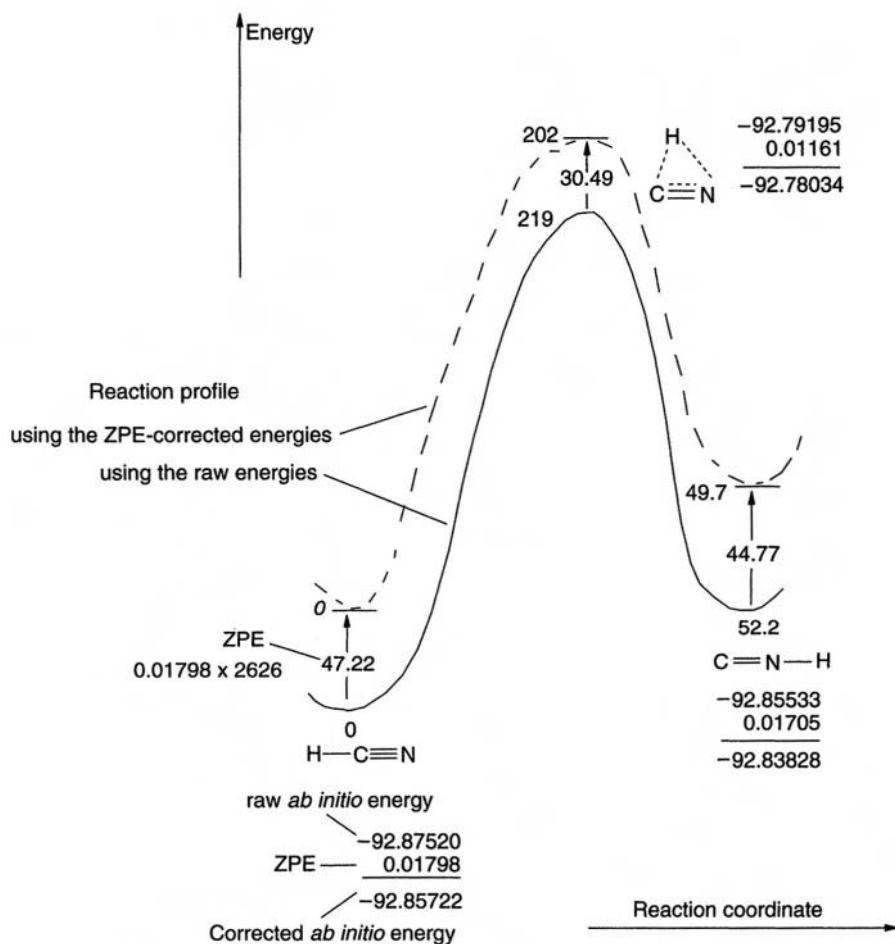 Energy
202
30.49
219
H
C≡N
−92.79195
0.01161
−92.78034
Reaction profile
using the ZPE-corrected energies
using the raw energies
0
ZPE
0.01798 x 2626
47.22
0
H—C≡N
49.7
44.77
52.2
C=N—H
−92.85533
0.01705
−92.83828
raw ab initio energy
−92.87520
ZPE
0.01798
−92.85722
Corrected ab initio energy
Reaction coordinate